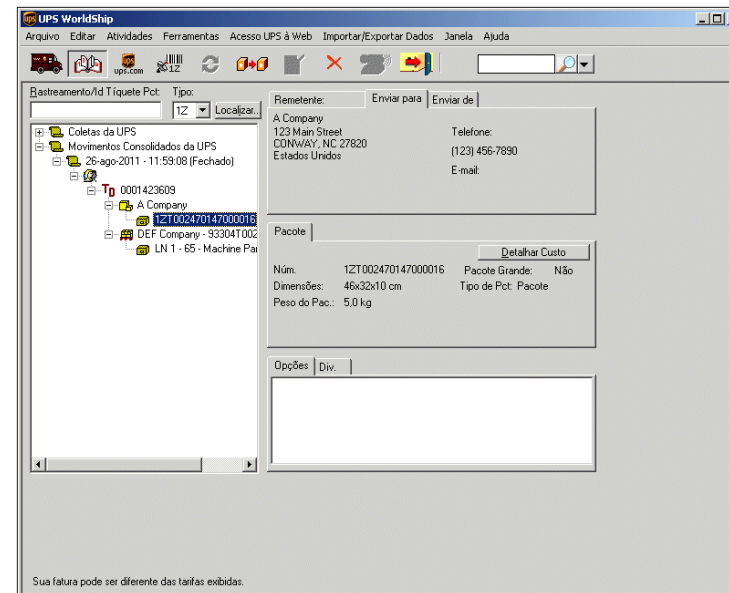 UPS WorldShip
Arquivo Editar Atividades Ferramentas Acesso UPS à Web Importar/Exportar Dados Janela Ajuda
ups.com 1Z
Rastreamento/Id Tíquete Pct: Tipo:
1Z Localizar..
Coletas da UPS
Movimentos Consolidados da UPS
26-ago-2011 - 11:59:08 (Fechado)
TD 0001423609
A Company
1ZT002470147000016
DEF Company - 93304T002
LN 1 - 65 - Machine Par
Remetente: Enviar para Enviar de
A Company
123 Main Street Telefone:
CONWAY, NC 27820 (123) 456-7890
Estados Unidos
E-mail:
Pacote
Detalhar Custo
Núm. 1ZT002470147000016 Pacote Grande: Não
Dimensões: 46x32x10 cm Tipo de Pct: Pacote
Peso do Pac.: 5,0 kg
Opções Div.
Sua fatura pode ser diferente das tarifas exibidas.